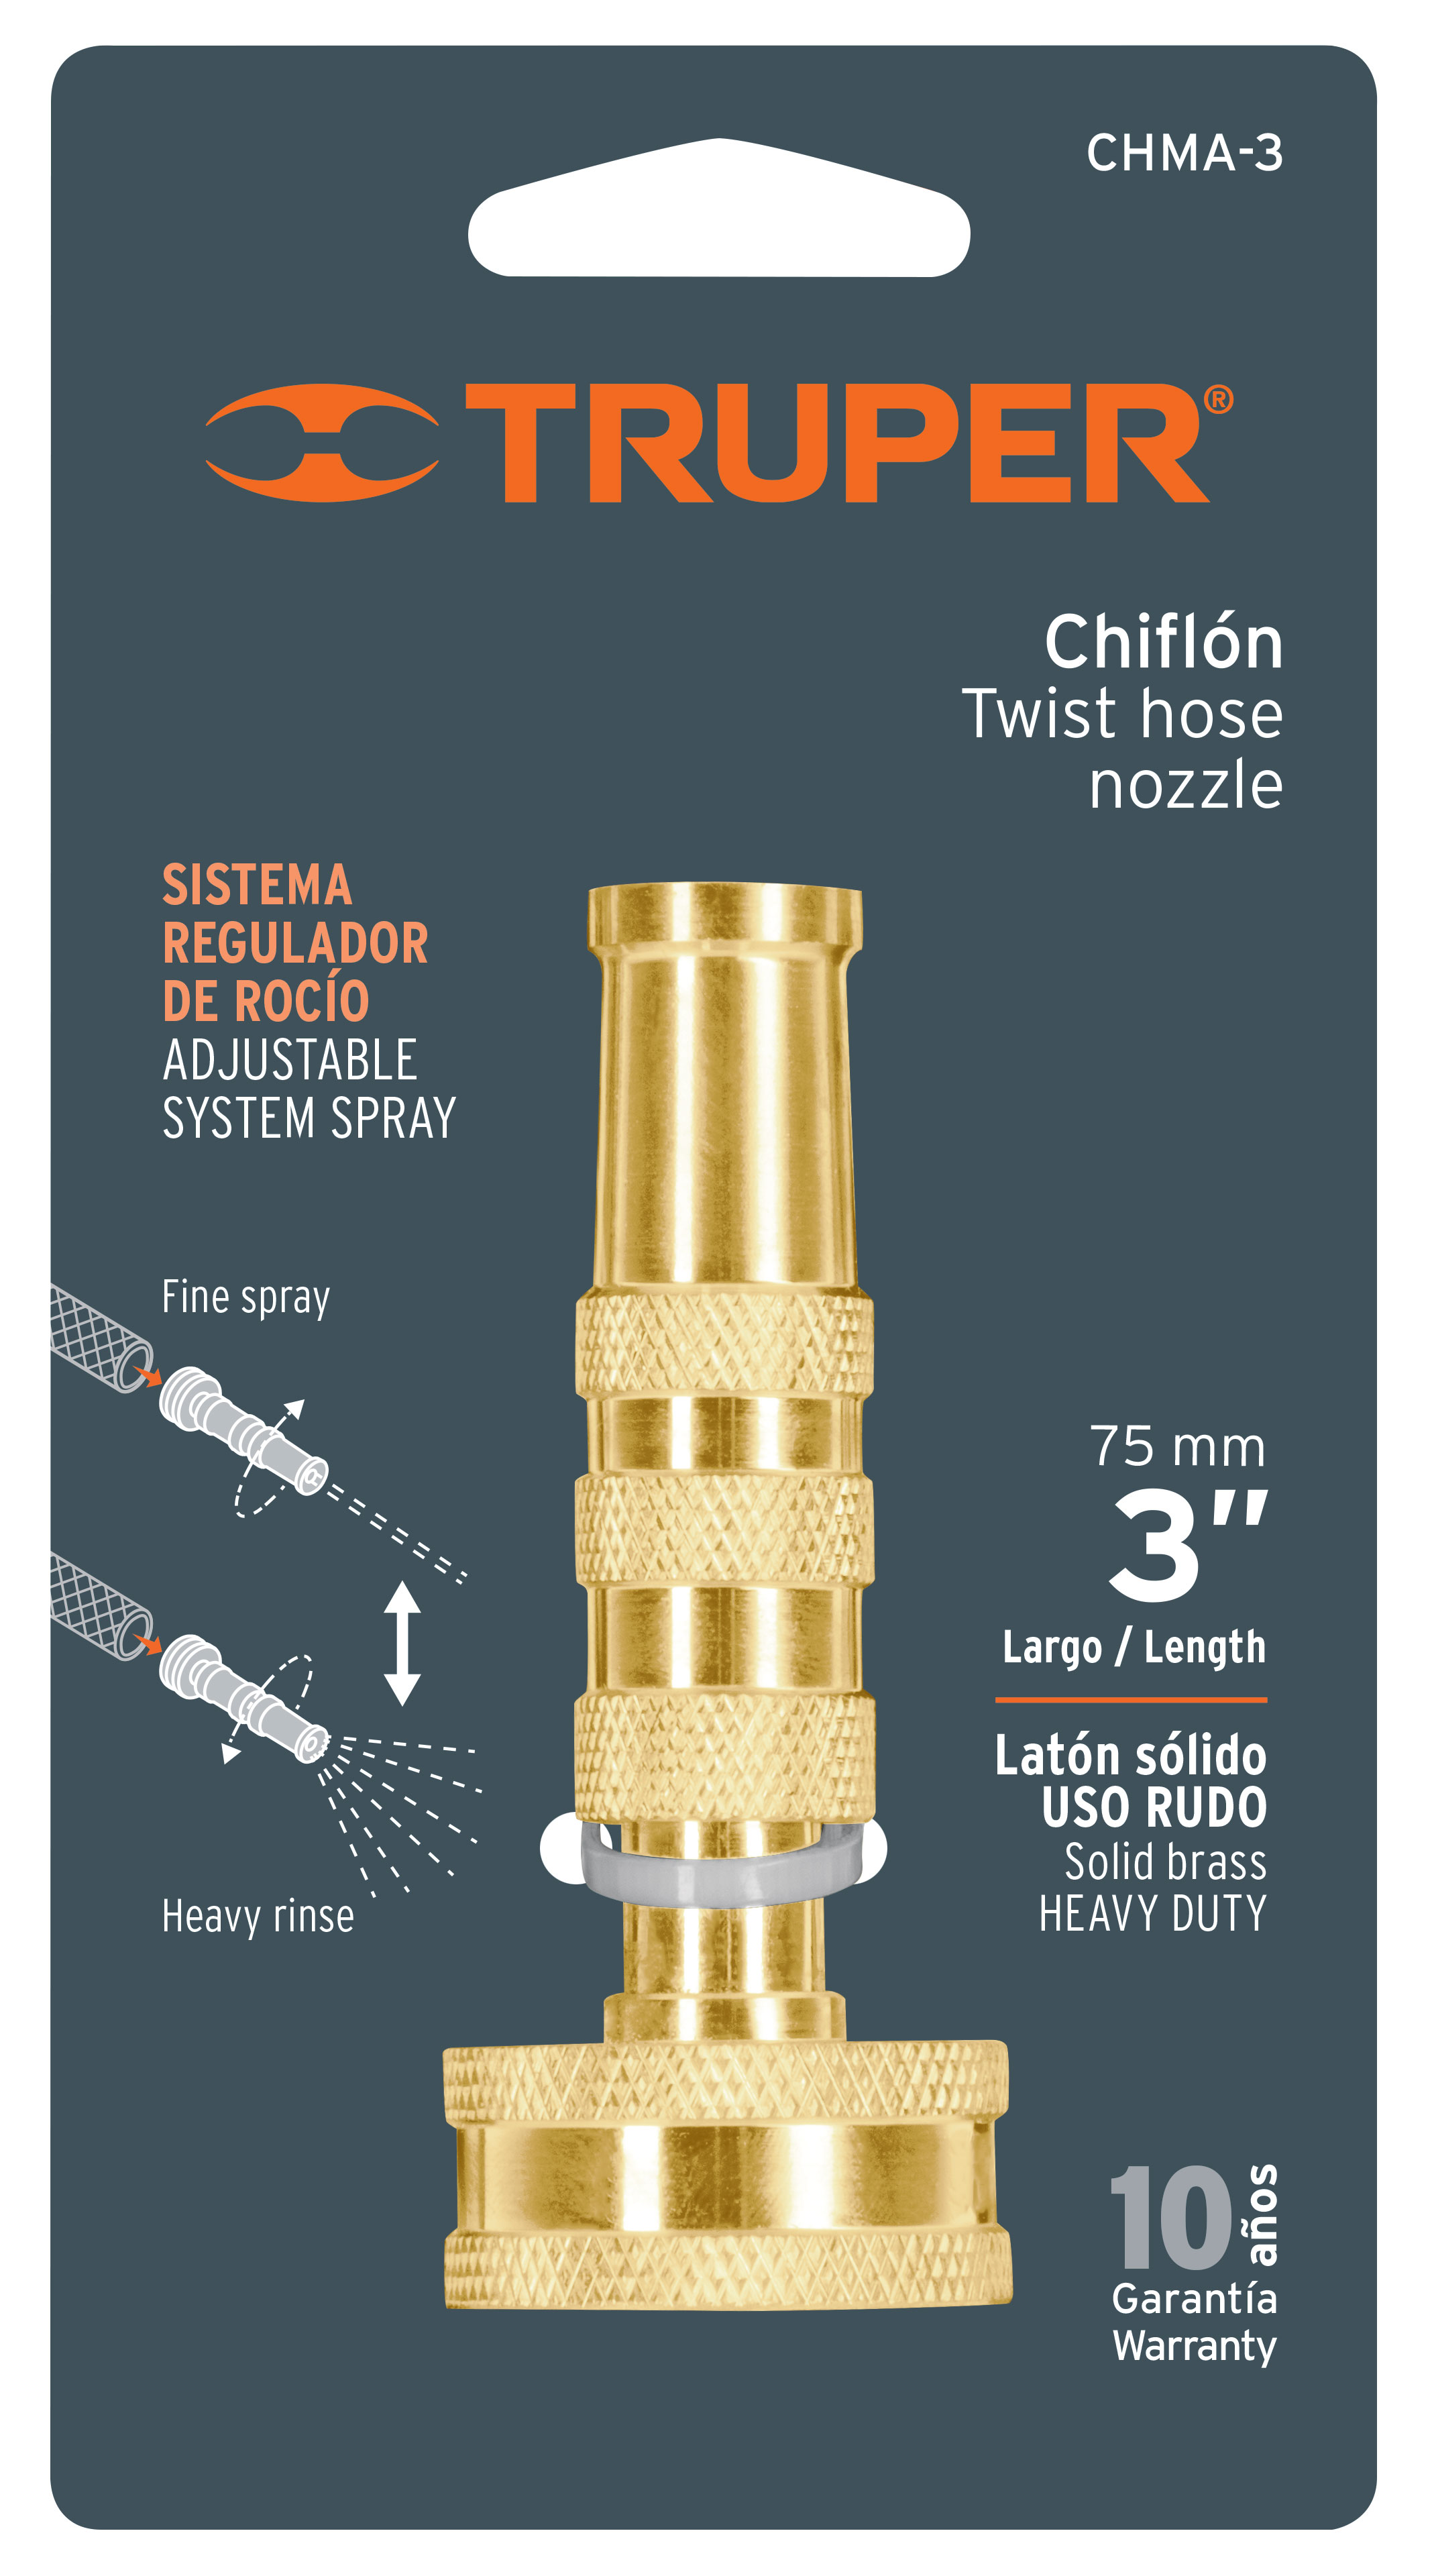 CHMA-3
TRUPER®
Chiflón
Twist hose
nozzle
SISTEMA
REGULADOR
DE ROCÍO
ADJUSTABLE
SYSTEM SPRAY
Fine spray
Heavy rinse
75 mm
3"
Largo / Length
Latón sólido
USO RUDO
Solid brass
HEAVY DUTY
10 años
Garantía
Warranty